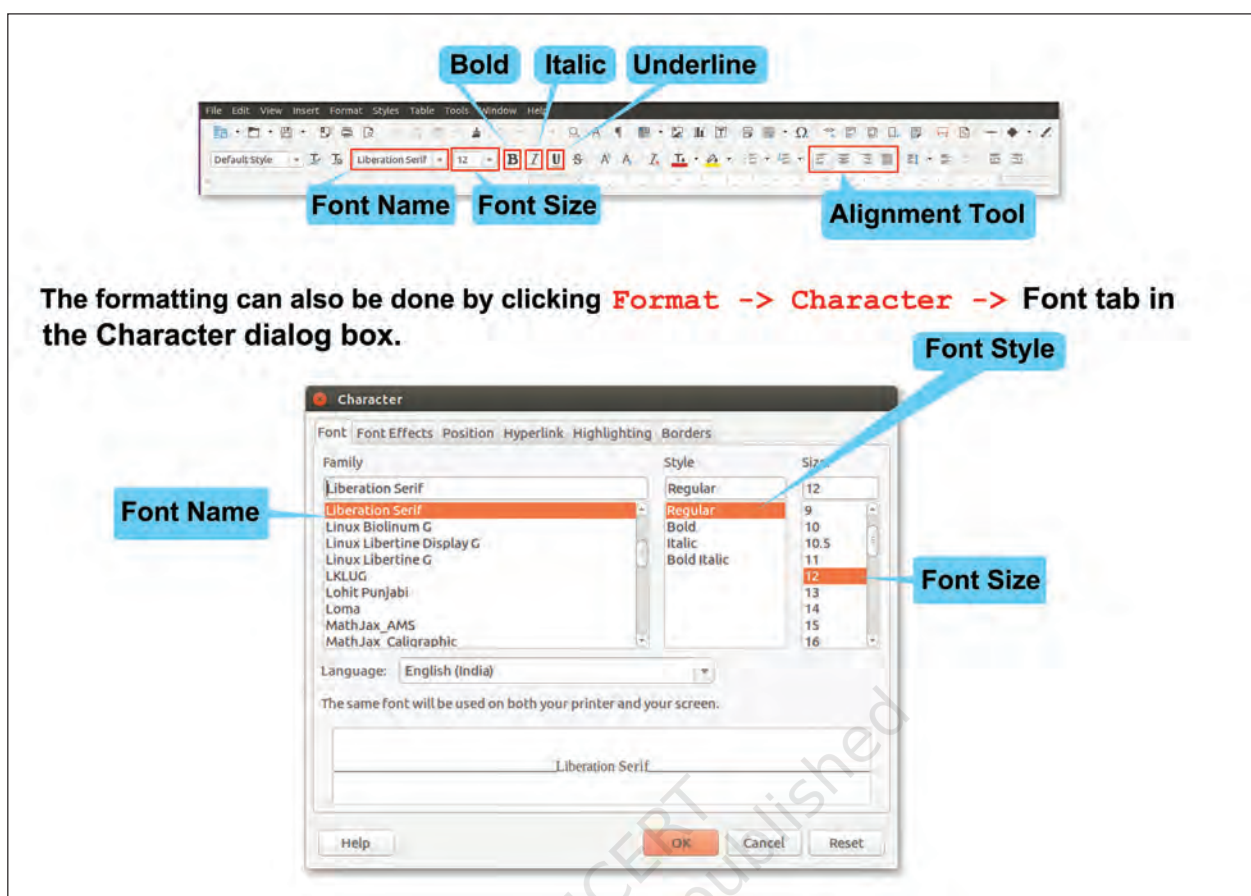 Bold Italic Underline
File Edit View Insert Format Styles Table Tools Window Help
Default Style Liberation Serif 12 B I U S
Font Name Font Size Alignment Tool
The formatting can also be done by clicking Format -> Character -> Font tab in
the Character dialog box.
Font Style
Character
Font Font Effects Position Hyperlink Highlighting Borders
Family Style Size
Liberation Serif Regular 12
Font Name
Liberation Serif Regular 9
Linux Biolinum G Bold 10
Linux Libertine Display G Italic 10.5
Linux Libertine G Bold Italic 11
LKLUG 12
Font Size
Lohit Punjabi 13
Loma 14
MathJax_AMS 15
MathJax_Caligraphic 16
Language: English (India)
The same font will be used on both your printer and your screen.
Liberation Serif
Help OK Cancel Reset